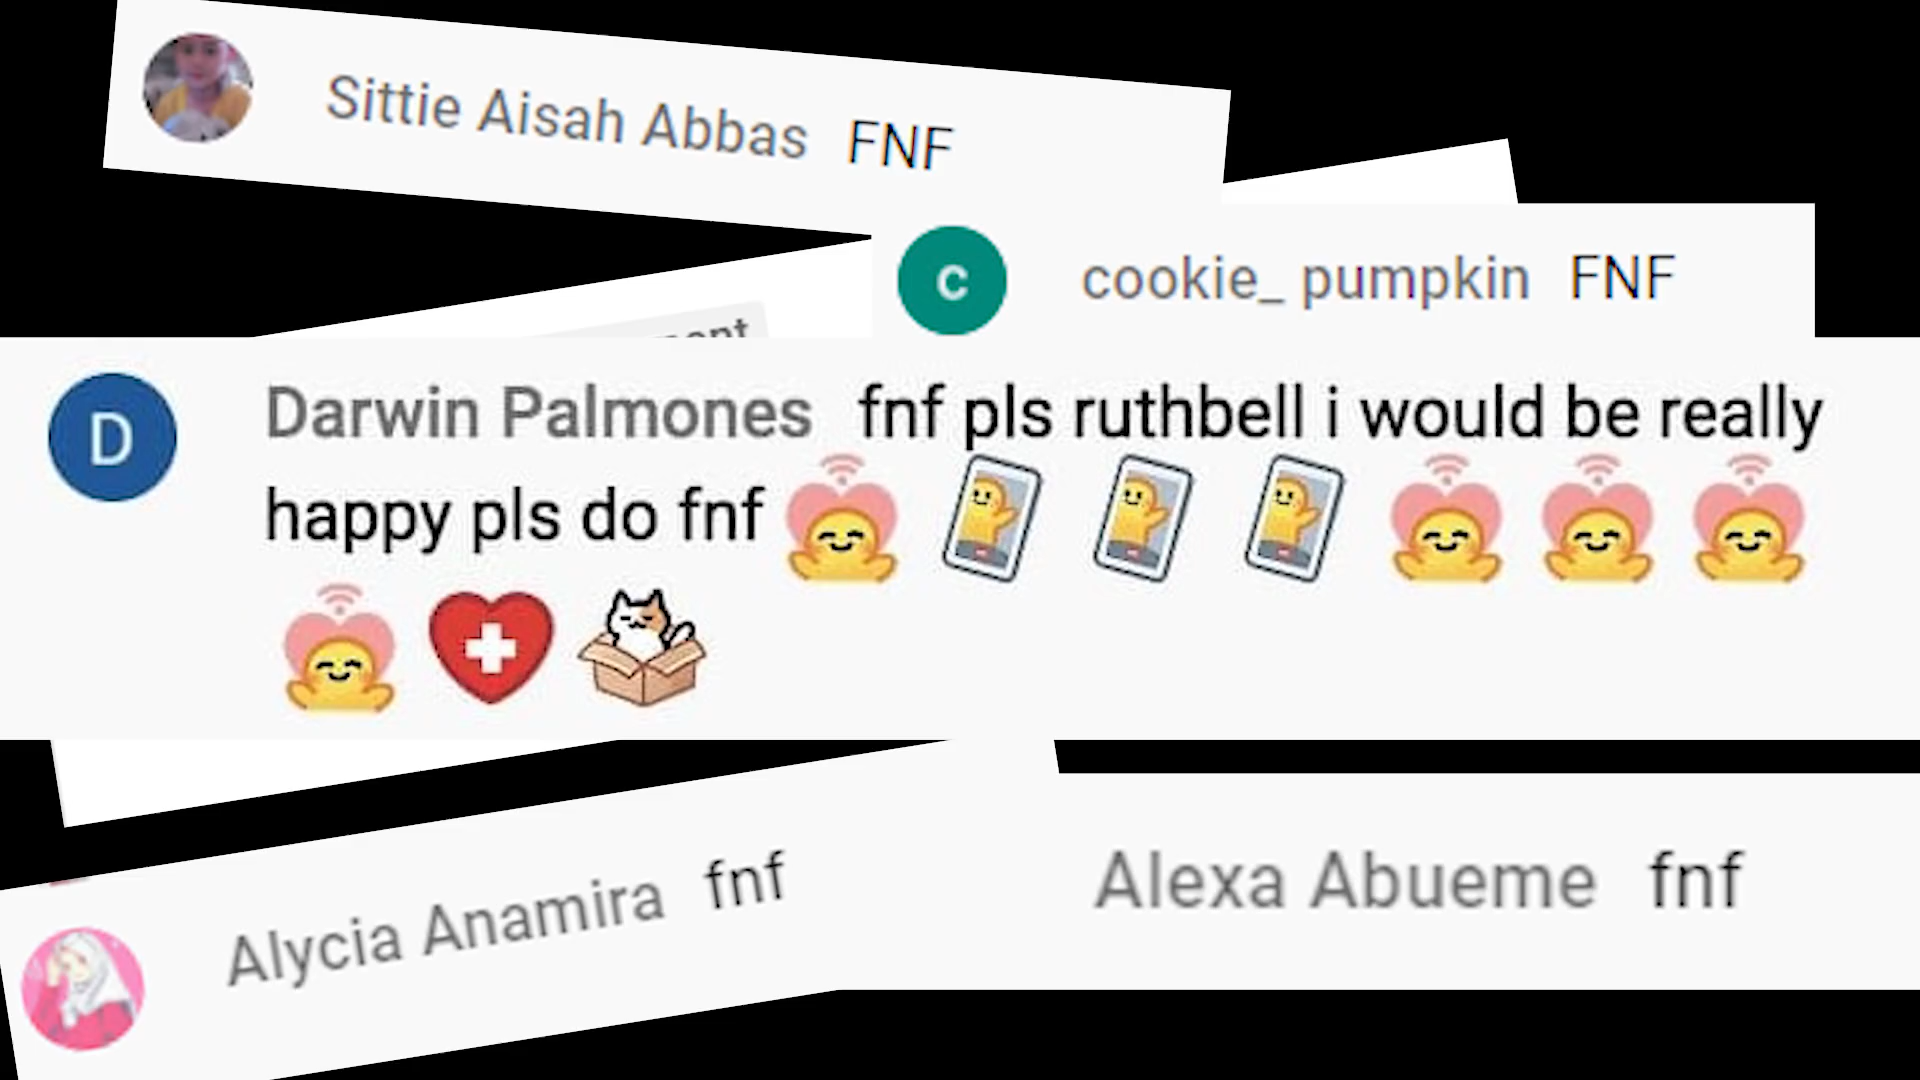 Sittie Aisah Abbas FNF
C cookie_ pumpkin FNF
D Darwin Palmones fnf pls ruthbell i would be really
happy pls do fnf
Alycia Anamira fnf
Alexa Abueme fnf